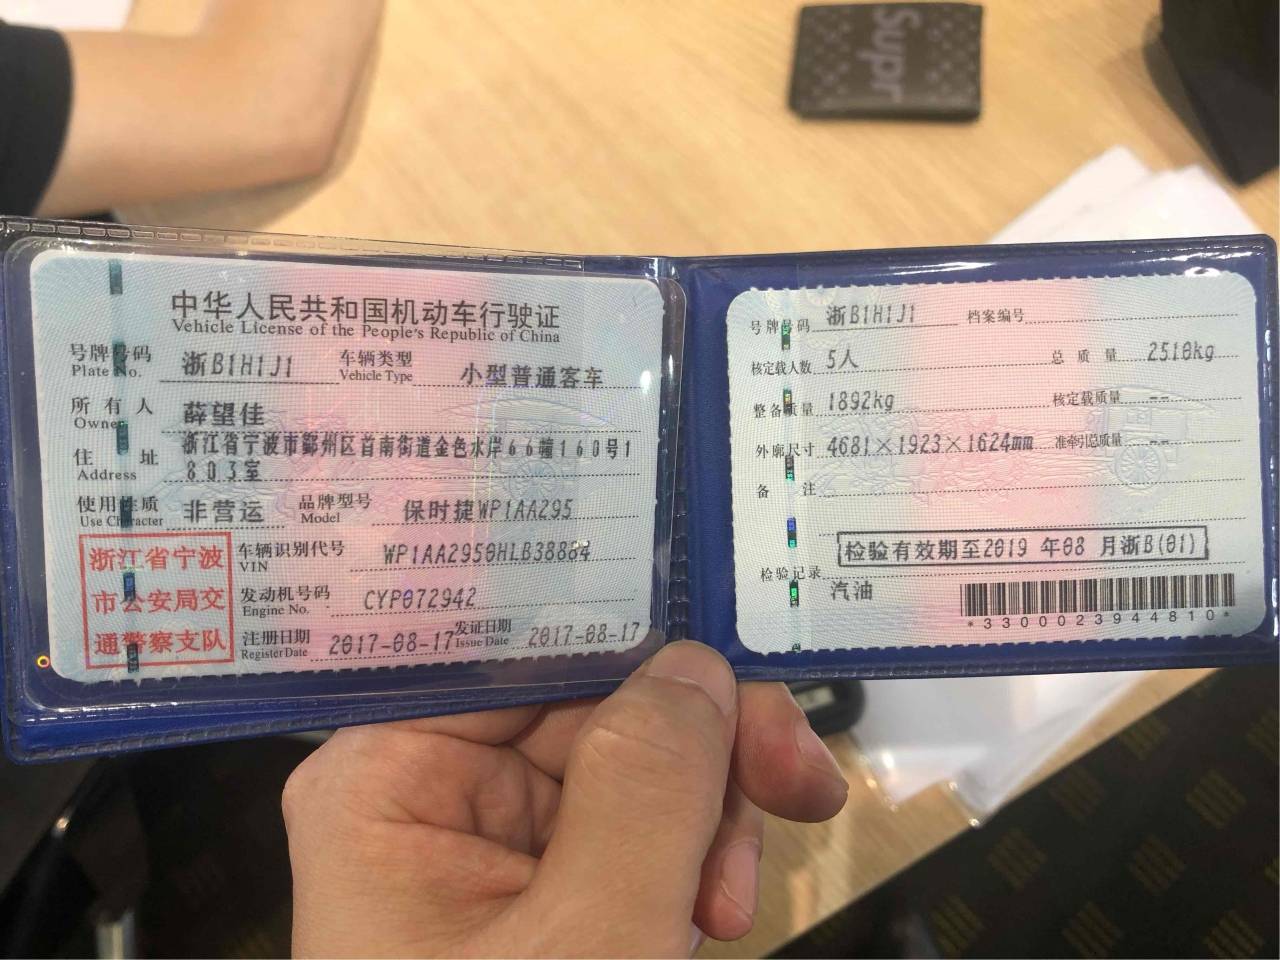 Supr
中华人民共和国机动车行驶证
Vehicle License of the People's Republic of China
号牌号码 浙B1H1J1 车辆类型 小型普通客车
Plate No. Vehicle Type
所有人 薛望佳
Owner
住址 浙江省宁波市鄞州区首南街道金色水岸66幢160号1
Address 803室
使用性质 非营运 品牌型号 保时捷WP1AA295
Use Character Model
浙江省宁波
市公安局交
通警察支队
车辆识别代号 WP1AA2950HLB38884
VIN
发动机号码 CYP072942
Engine No.
注册日期 2017-08-17 发证日期 2017-08-17
Register Date Issue Date
号牌号码 浙B1H1J1 档案编号
核定载人数 5人 总质量 2510kg
整备质量 1892kg 核定载质量 --
外廓尺寸 4681×1923×1624mm 准牵引总质量 --
备注
检验有效期至2019 年08 月浙B(01)
检验记录
汽油
*3300023944810*